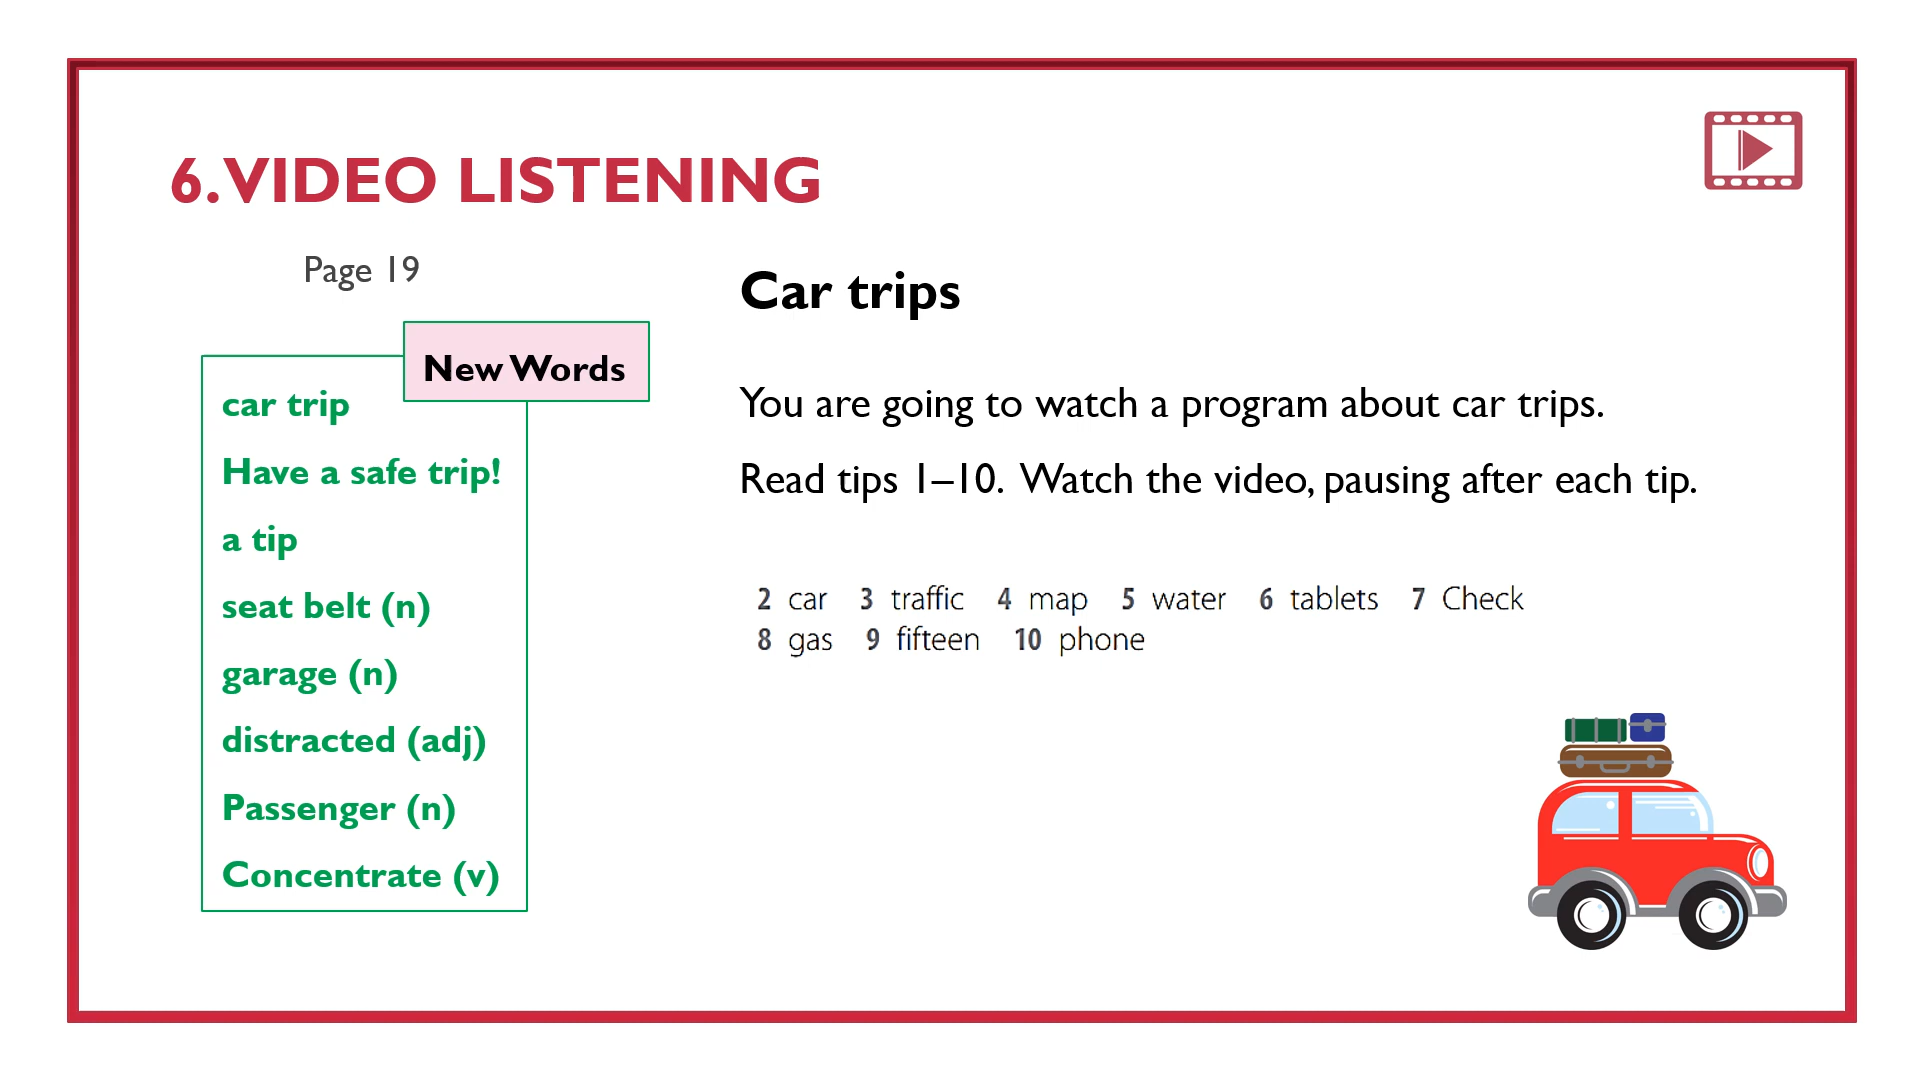 6. VIDEO LISTENING
Page 19
New Words
car trip
Have a safe trip!
a tip
seat belt (n)
garage (n)
distracted (adj)
Passenger (n)
Concentrate (v)
Car trips
You are going to watch a program about car trips.
Read tips 1–10. Watch the video, pausing after each tip.
2 car 3 traffic 4 map 5 water 6 tablets 7 Check
8 gas 9 fifteen 10 phone